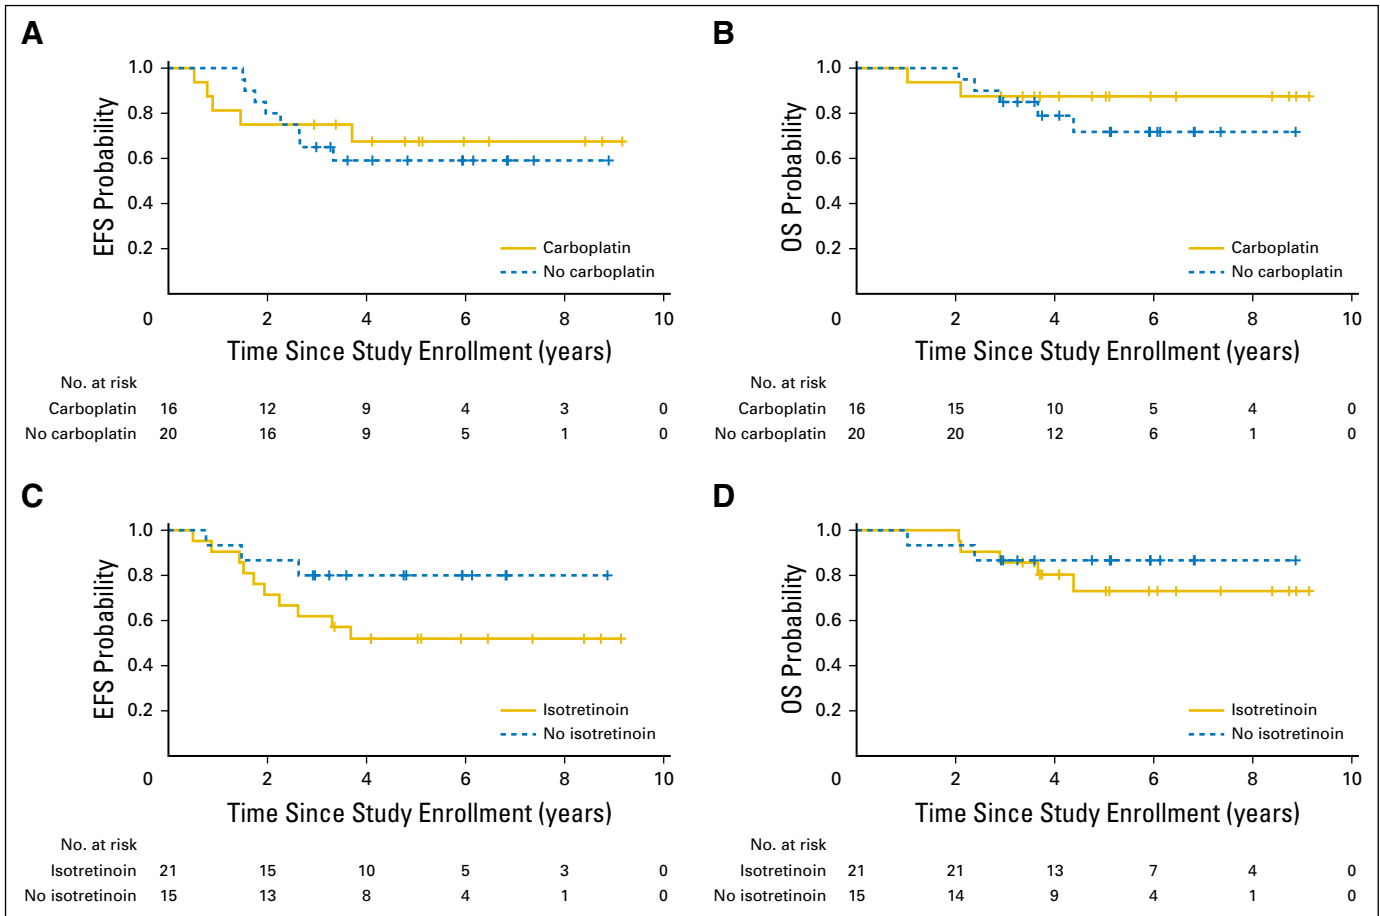 A
1.0
0.8
0.6
0.4
0.2
EFS Probability
Carboplatin
No carboplatin
0 2 4 6 8 10
Time Since Study Enrollment (years)
No. at risk
Carboplatin 16 12 9 4 3 0
No carboplatin 20 16 9 5 1 0
B
1.0
0.8
0.6
0.4
0.2
OS Probability
Carboplatin
No carboplatin
0 2 4 6 8 10
Time Since Study Enrollment (years)
No. at risk
Carboplatin 16 15 10 5 4 0
No carboplatin 20 20 12 6 1 0
C
1.0
0.8
0.6
0.4
0.2
EFS Probability
Isotretinoin
No isotretinoin
0 2 4 6 8 10
Time Since Study Enrollment (years)
No. at risk
Isotretinoin 21 15 10 5 3 0
No isotretinoin 15 13 8 4 1 0
D
1.0
0.8
0.6
0.4
0.2
OS Probability
Isotretinoin
No isotretinoin
0 2 4 6 8 10
Time Since Study Enrollment (years)
No. at risk
Isotretinoin 21 21 13 7 4 0
No isotretinoin 15 14 9 4 1 0